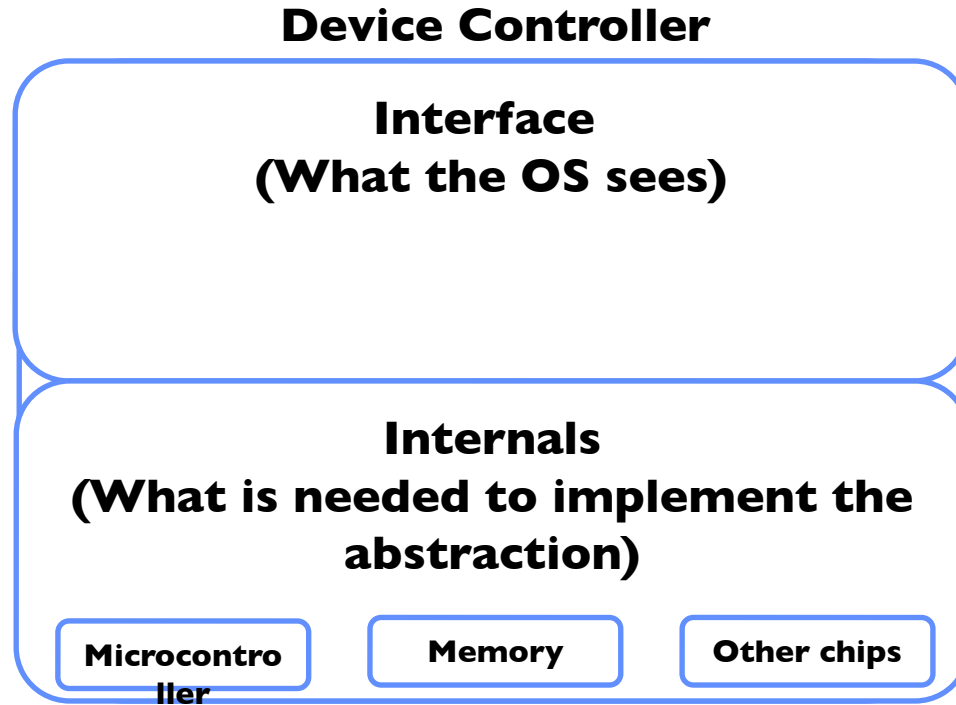 Device Controller
Interface
(What the OS sees)
Internals
(What is needed to implement the
abstraction)
Microcontro
ller
Memory
Other chips